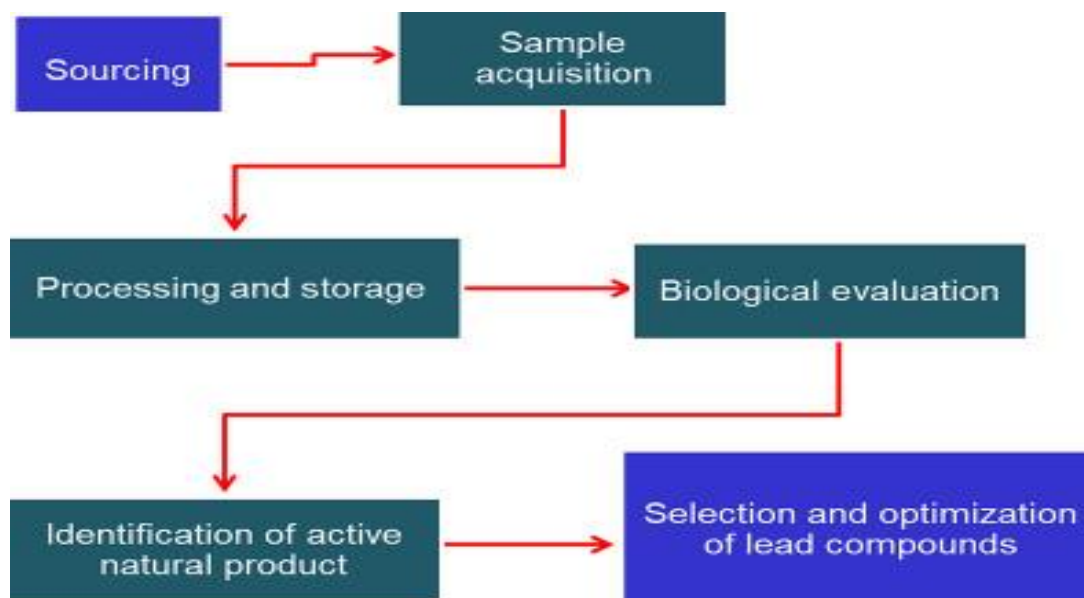 Sourcing
Sample
acquisition
Processing and storage
Biological evaluation
Identification of active
natural product
Selection and optimization
of lead compounds